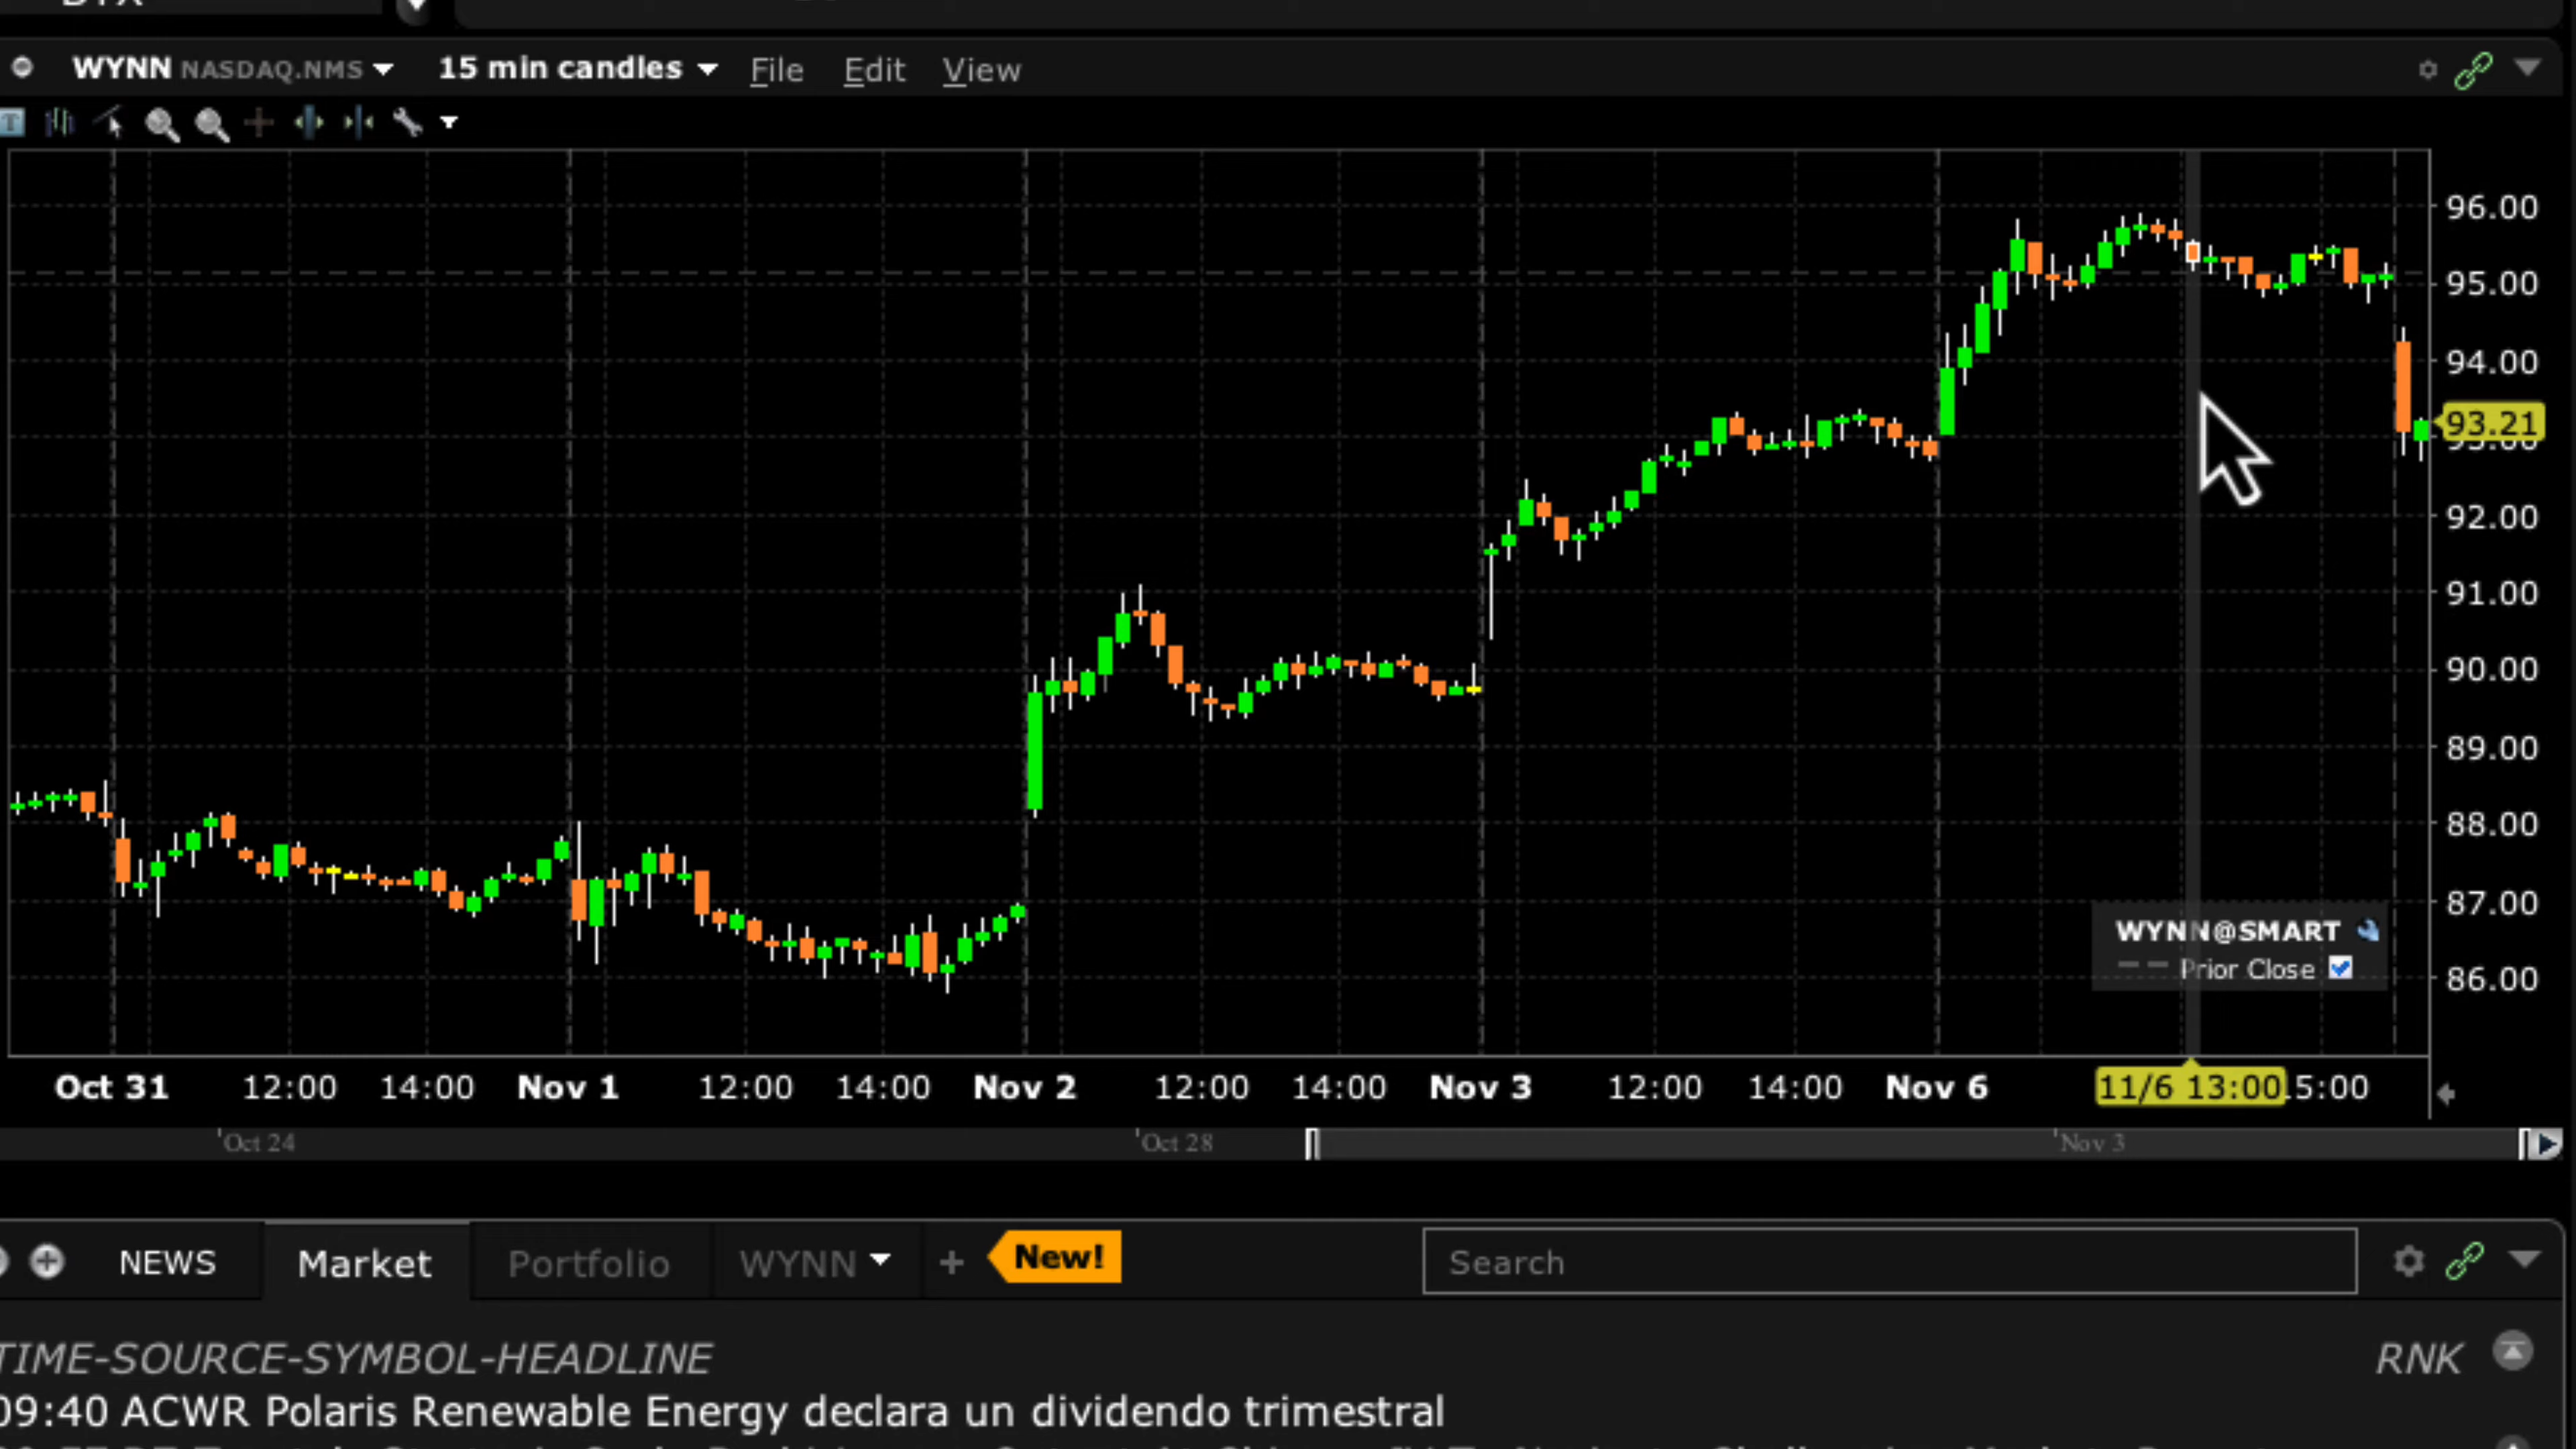 WYNN NASDAQ.NMS 15 min candles File Edit View
96.00
95.00
94.00
93.21
93.00
92.00
91.00
90.00
89.00
88.00
87.00
86.00
WYNN@SMART
Prior Close
Oct 31 12:00 14:00 Nov 1 12:00 14:00 Nov 2 12:00 14:00 Nov 3 12:00 14:00 Nov 6 11/6 13:00 5:00
Oct 24 Oct 28 Nov 3
NEWS Market Portfolio WYNN + New! Search
TIME-SOURCE-SYMBOL-HEADLINE RNK
09:40 ACWR Polaris Renewable Energy declara un dividendo trimestral